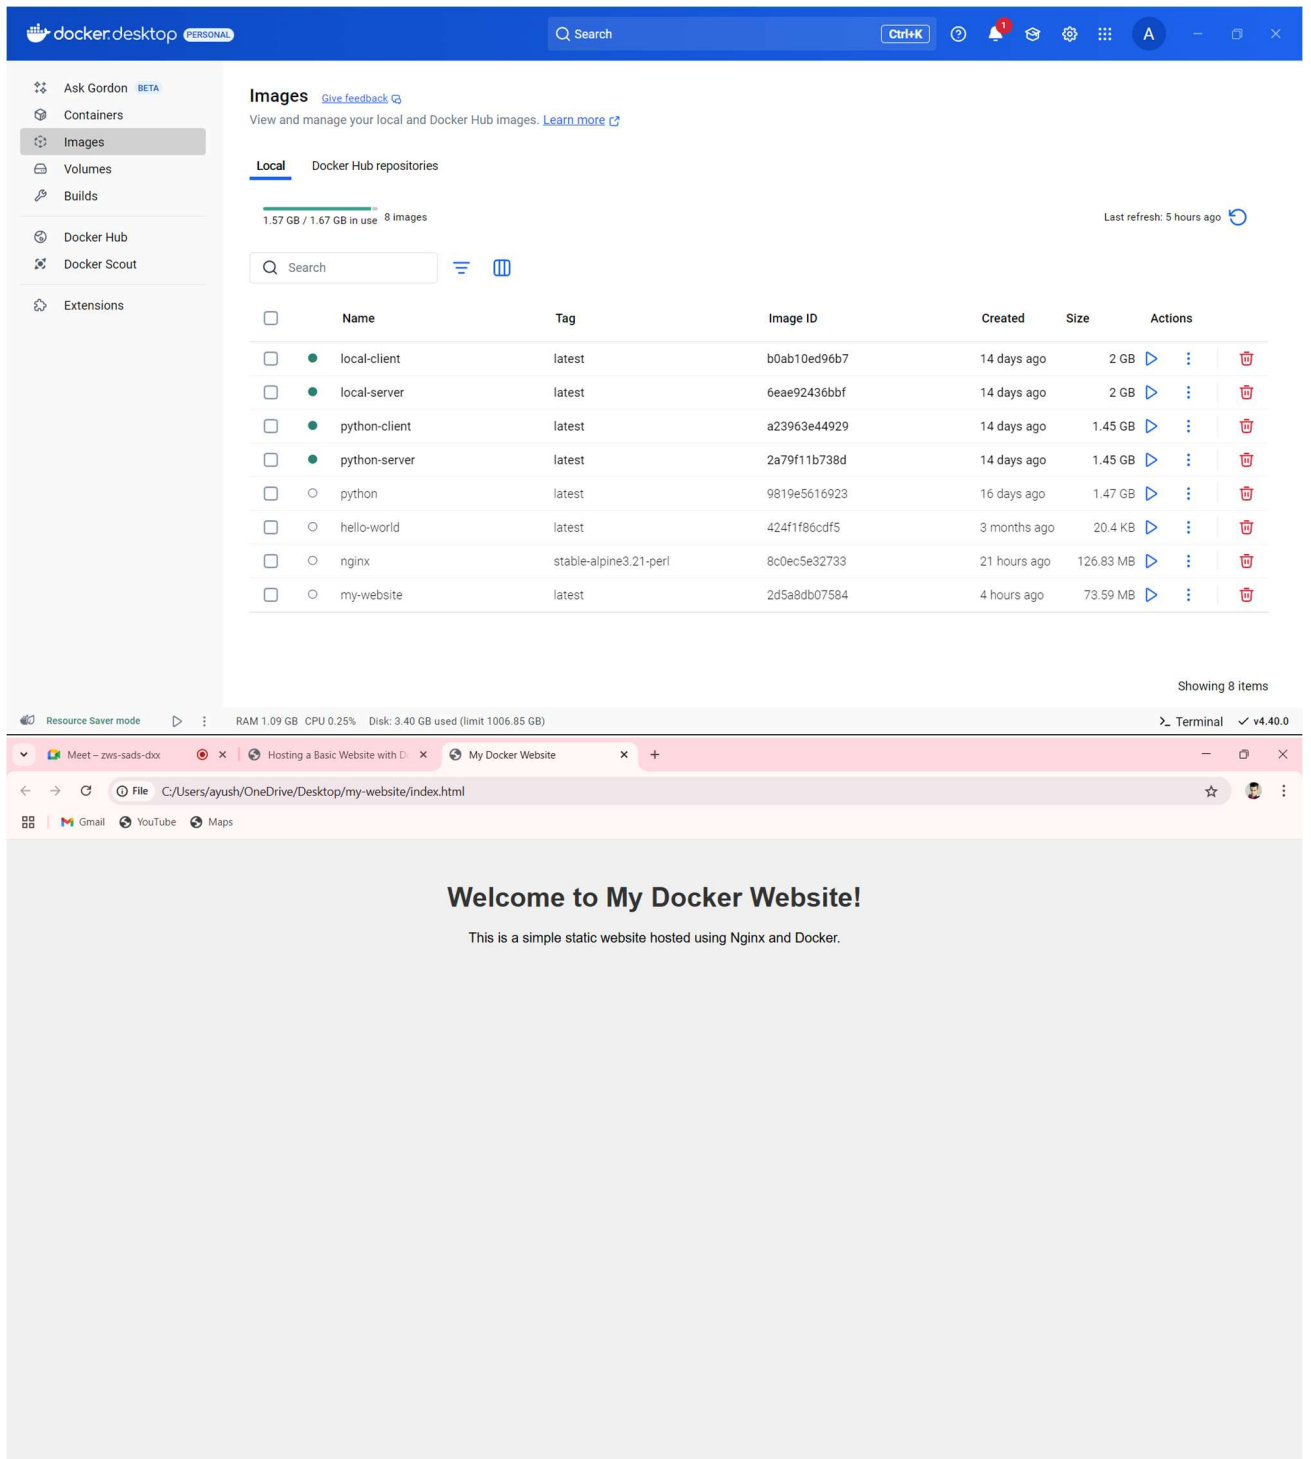 docker.desktop PERSONAL Search Ctrl+K 1 A
Ask Gordon BETA
Containers
Images
Volumes
Builds
Docker Hub
Docker Scout
Extensions
Images Give feedback
View and manage your local and Docker Hub images. Learn more
Local Docker Hub repositories
1.57 GB / 1.67 GB in use 8 images Last refresh: 5 hours ago
Search
Name Tag Image ID Created Size Actions
local-client latest b0ab10ed96b7 14 days ago 2 GB
local-server latest 6eae92436bbf 14 days ago 2 GB
python-client latest a23963e44929 14 days ago 1.45 GB
python-server latest 2a79f11b738d 14 days ago 1.45 GB
python latest 9819e5616923 16 days ago 1.47 GB
hello-world latest 424f1f86cdf5 3 months ago 20.4 KB
nginx stable-alpine3.21-perl 8c0ec5e32733 21 hours ago 126.83 MB
my-website latest 2d5a8db07584 4 hours ago 73.59 MB
Showing 8 items
Resource Saver mode RAM 1.09 GB CPU 0.25% Disk: 3.40 GB used (limit 1006.85 GB) Terminal v4.40.0
Meet – zws-sads-dxx Hosting a Basic Website with D My Docker Website
File C:/Users/ayush/OneDrive/Desktop/my-website/index.html
Gmail YouTube Maps
Welcome to My Docker Website!
This is a simple static website hosted using Nginx and Docker.